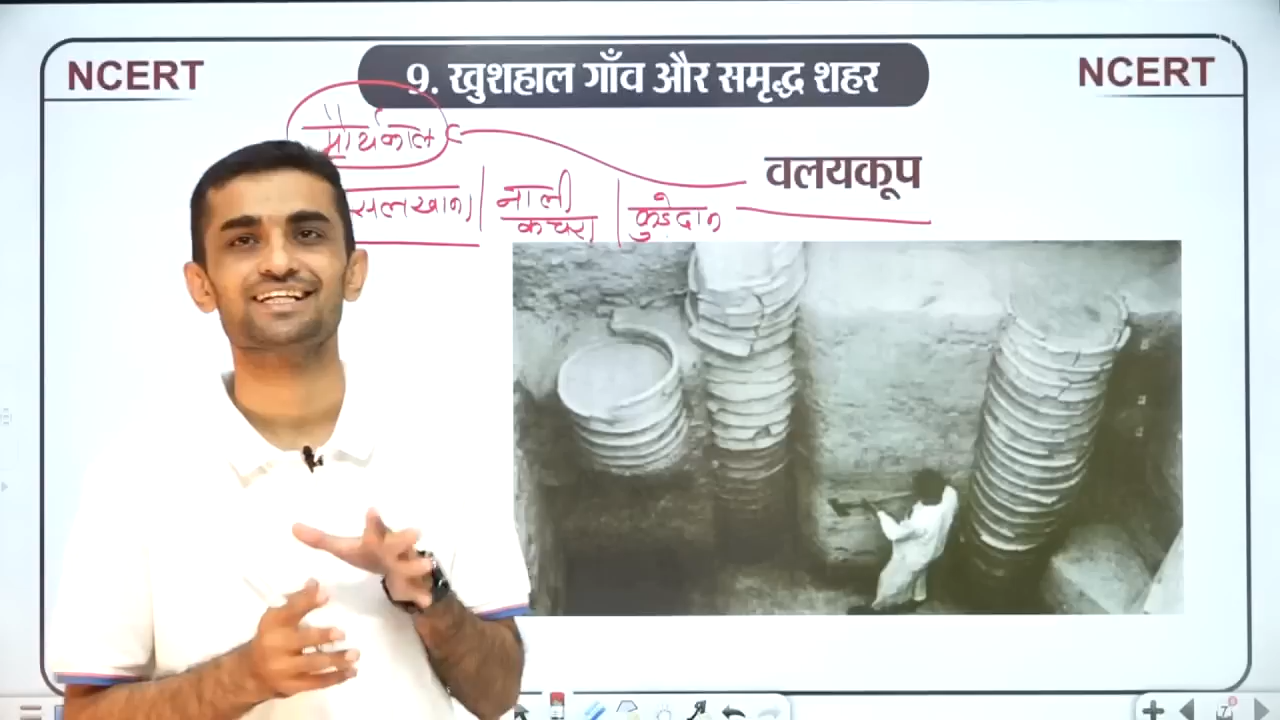 NCERT
9. खुशहाल गाँव और समृद्ध शहर
NCERT
मौर्यकाल
वलयकूप
नाली
कचरा
कुडेदान